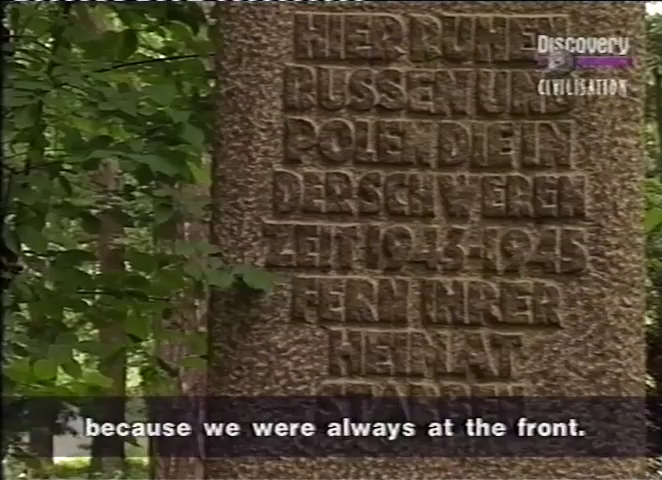 HIER RUHEN
Discovery
CIVILISATION
RUSSEN UND
POLEN DIE IN
DER SCHWEREN
ZEIT 1943-1945
FERN IHRER
HEIMAT
STARBEN
because we were always at the front.